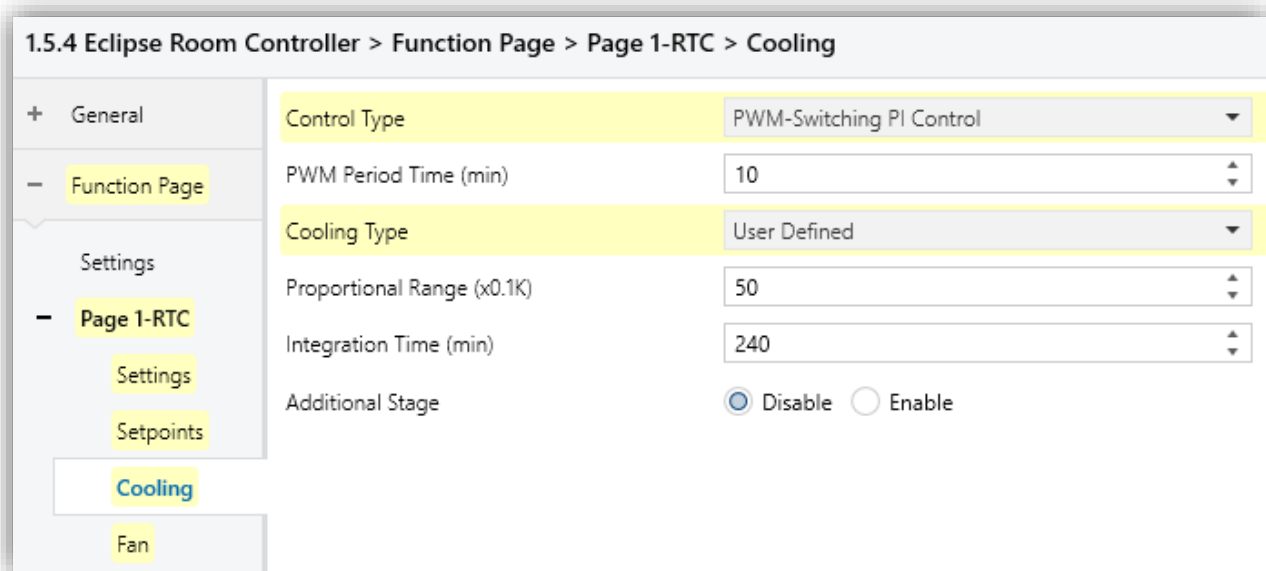 1.5.4 Eclipse Room Controller > Function Page > Page 1-RTC > Cooling
+ General
− Function Page
Settings
− Page 1-RTC
Settings
Setpoints
Cooling
Fan
Control Type PWM-Switching PI Control
PWM Period Time (min) 10
Cooling Type User Defined
Proportional Range (x0.1K) 50
Integration Time (min) 240
Additional Stage Disable Enable